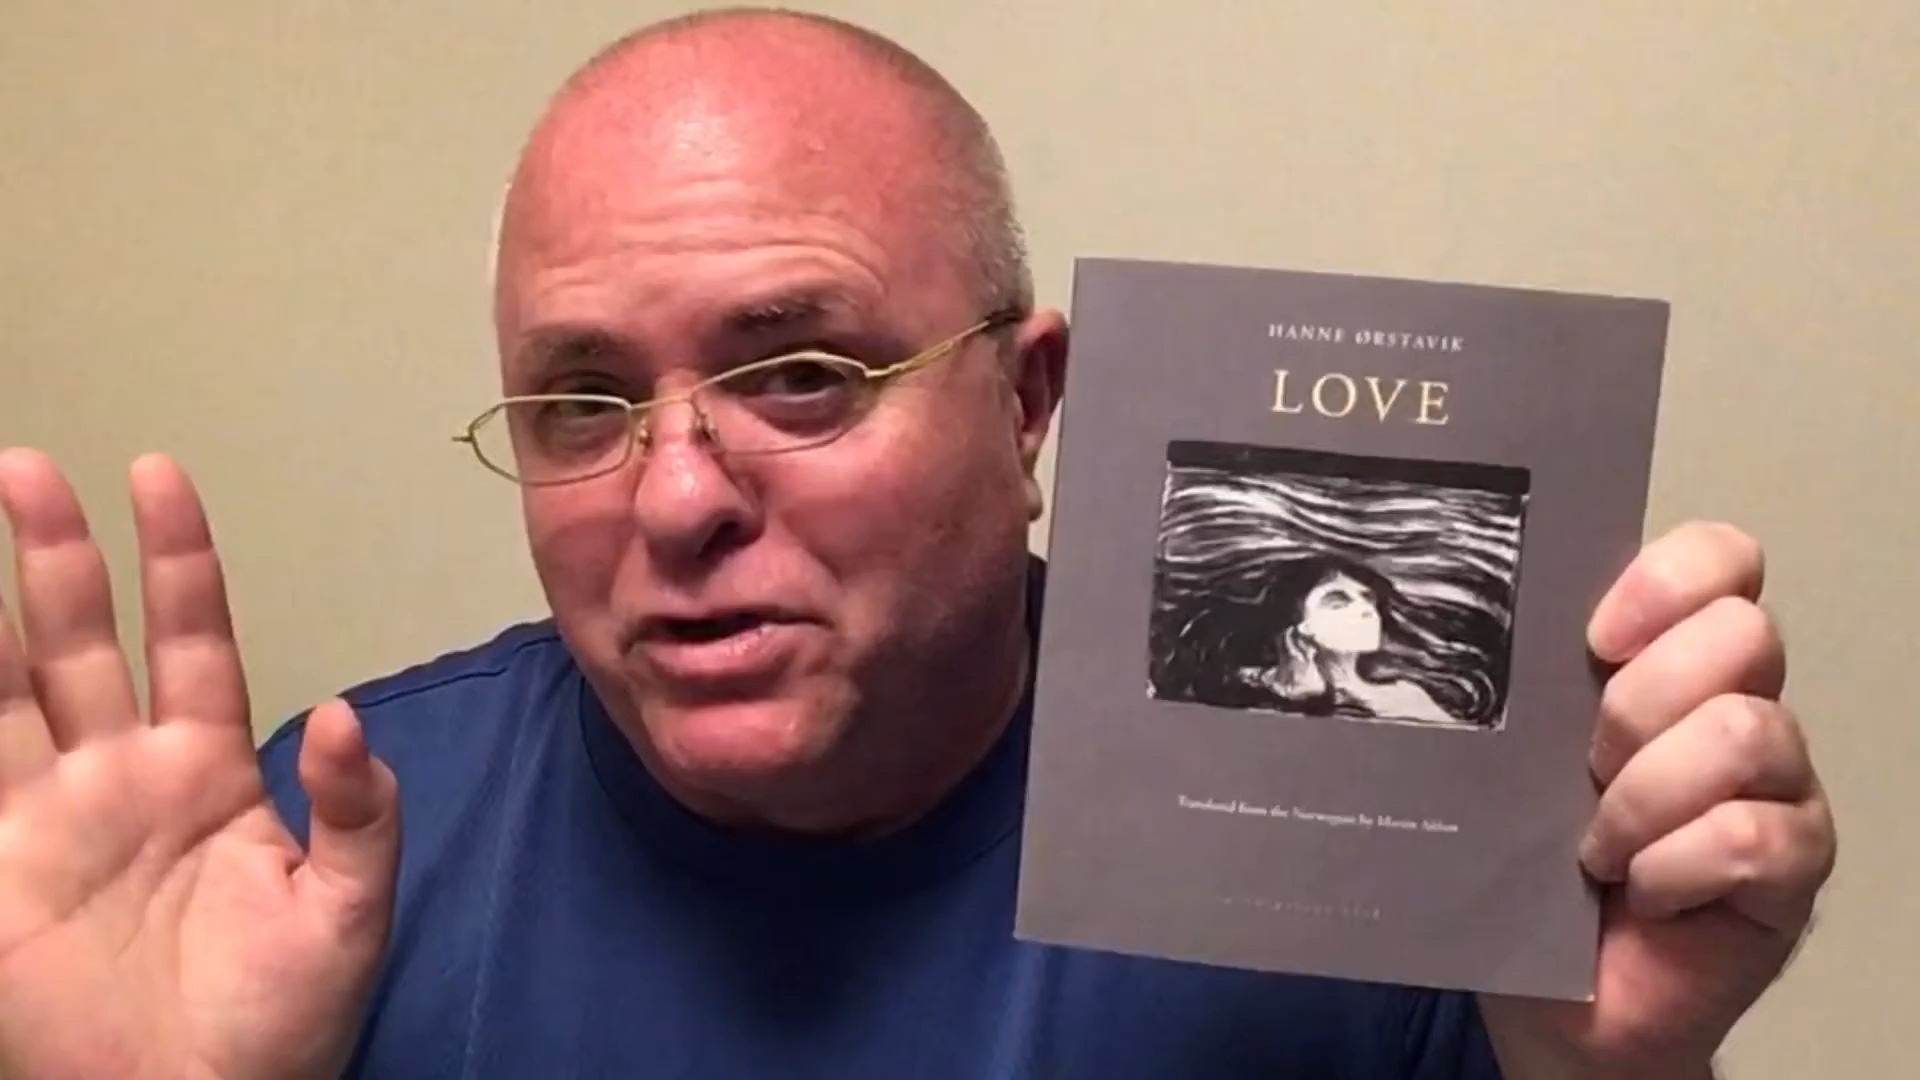 HANNE ØRSTAVIK
LOVE
Translated from the Norwegian by Martin Aitken